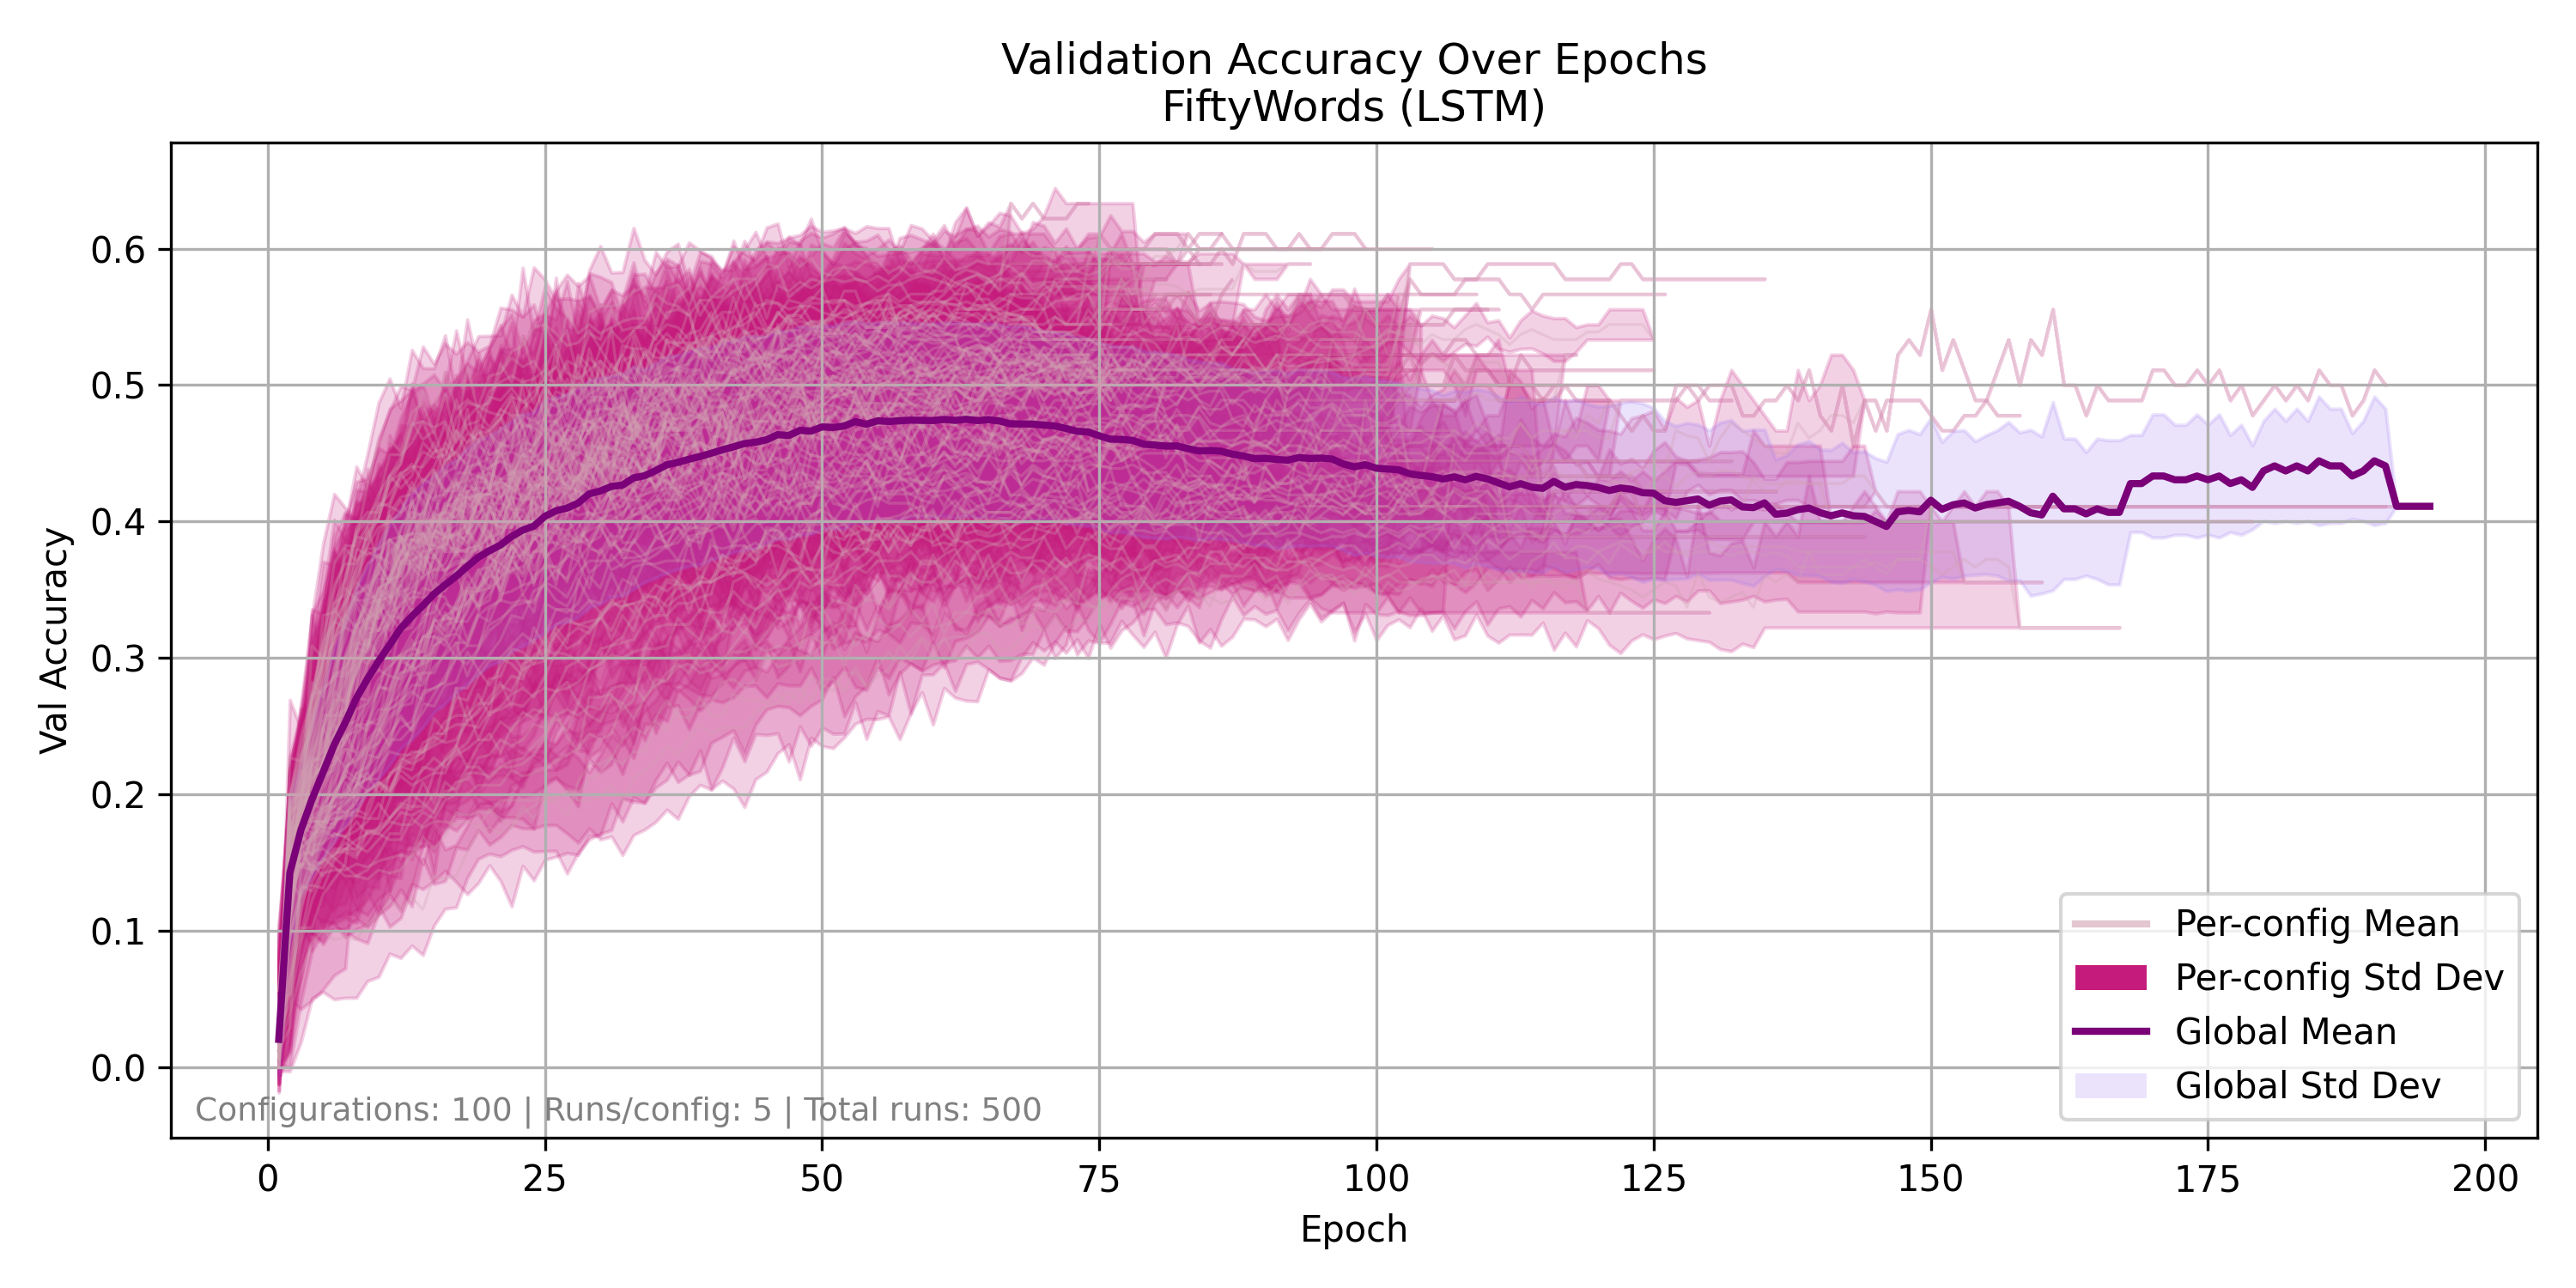 Validation Accuracy Over Epochs
FiftyWords (LSTM)
Val Accuracy
0.6
0.5
0.4
0.3
0.2
0.1
0.0
Configurations: 100 | Runs/config: 5 | Total runs: 500
Per-config Mean
Per-config Std Dev
Global Mean
Global Std Dev
0 25 50 75 100 125 150 175 200
Epoch